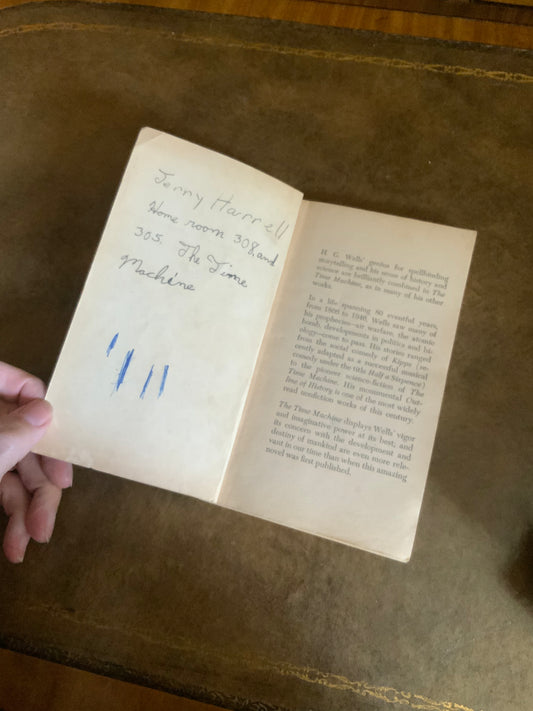 Jerry Harrell
Home room 308, and
305. The Time
Machine
H. G. Wells' genius for spellbinding
storytelling and his sense of history and
science are brilliantly combined in The
Time Machine, as in many of his other
works.
In a life spanning 80 eventful years,
from 1866 to 1946, Wells saw many of
his prophecies—air warfare, the atomic
bomb, developments in politics and bi-
ology—come to pass. His stories ranged
from the social comedy of Kipps (re-
cently adapted as a successful musical
comedy under the title Half a Sixpence)
to the pioneer science-fiction of The
Time Machine. His monumental Out-
line of History is one of the most widely
read nonfiction works of this century.
The Time Machine displays Wells' vigor
and imaginative power at its best; and
its concern with the development and
destiny of mankind are even more rele-
vant in our time than when this amazing
novel was first published.